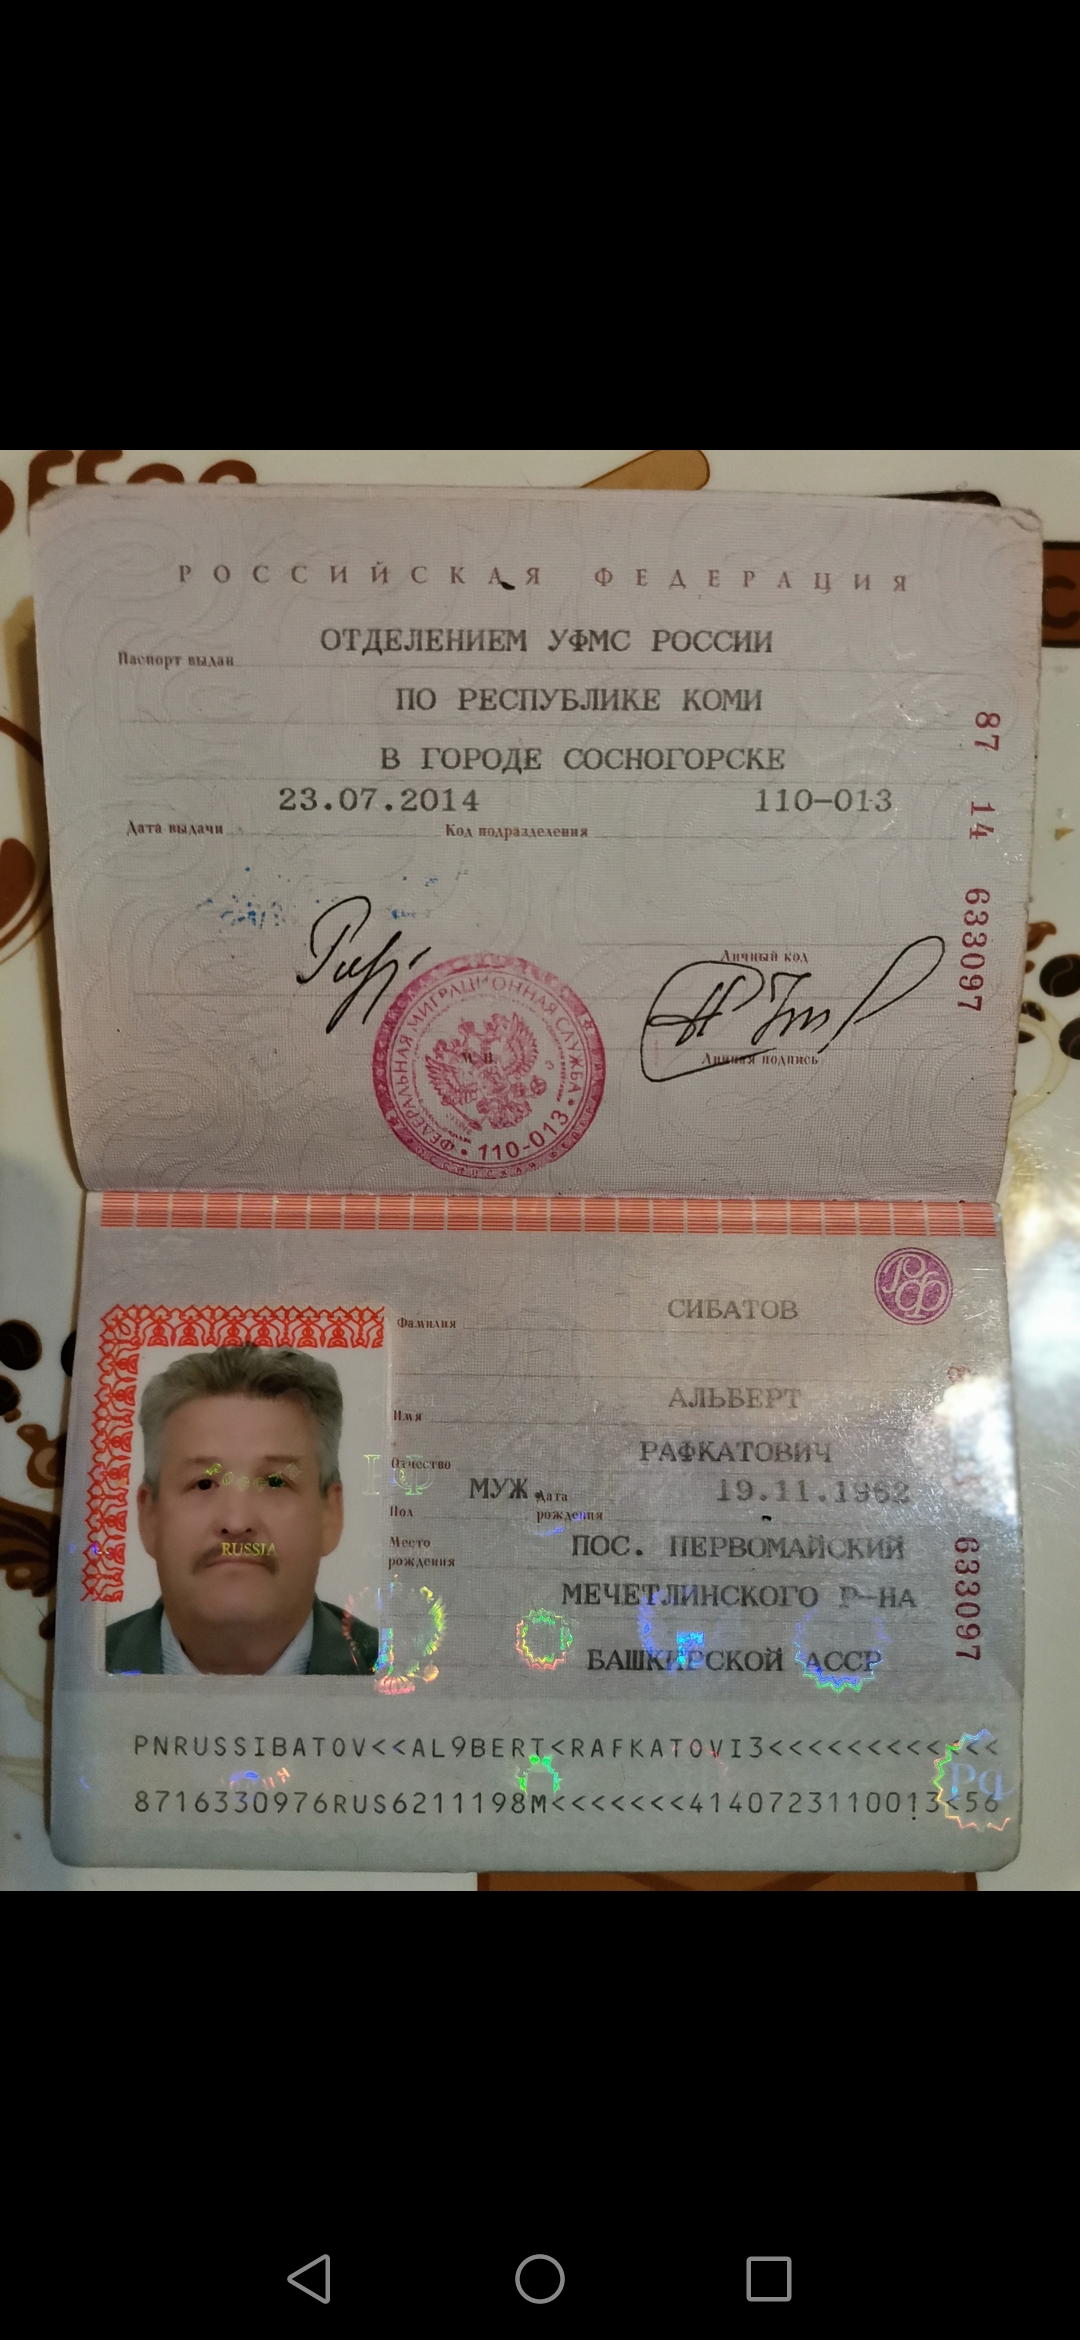 offee
РОССИЙСКАЯ ФЕДЕРАЦИЯ
Паспорт выдан ОТДЕЛЕНИЕМ УФМС РОССИИ
ПО РЕСПУБЛИКЕ КОМИ
В ГОРОДЕ СОСНОГОРСКЕ
23.07.2014 110-013
Дата выдачи Код подразделения
87 14 633097
Личный код
Личная подпись
ФЕДЕРАЛЬНАЯ МИГРАЦИОННАЯ СЛУЖБА
М.П.
110-013
РФ
Фамилия СИБАТОВ
Имя АЛЬБЕРТ
Отчество РАФКАТОВИЧ
Пол МУЖ. Дата рождения 19.11.1962
Место рождения ПОС. ПЕРВОМАЙСКИЙ
МЕЧЕТЛИНСКОГО Р-НА
БАШКИРСКОЙ АССР
633097
RUSSIA
РФ
PNRUSSIBATOV<<AL9BERT<RAFKATOVI3<<<<<<<<<<<<
8716330976RUS6211198M<<<<<<<4140723110013<56